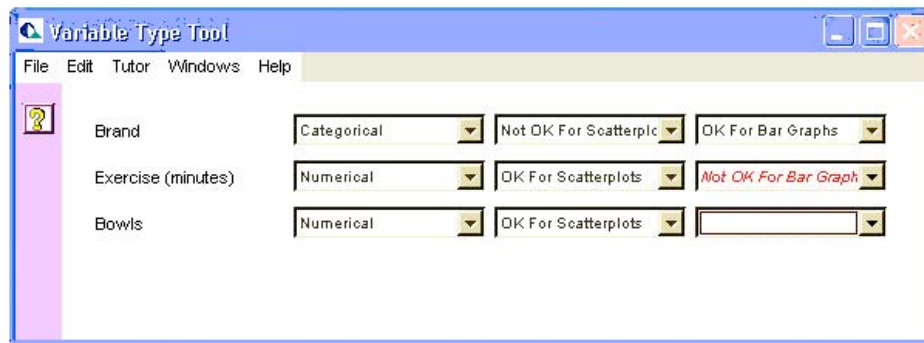 Variable Type Tool
File Edit Tutor Windows Help
Brand Categorical Not OK For Scatterplc OK For Bar Graphs
Exercise (minutes) Numerical OK For Scatterplots Not OK For Bar Graph
Bowls Numerical OK For Scatterplots